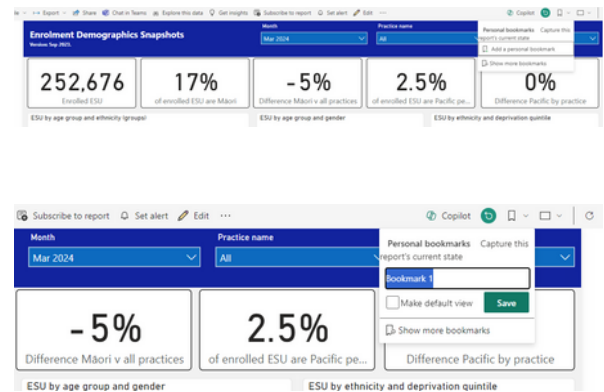 Export Share Chat in Teams Explore this data Get insights Subscribe to report Set alert Edit ... Copilot
Enrolment Demographics Snapshots
Version: Sep 2023.
Month
Mar 2024
Practice name
All
Personal bookmarks Capture this
report's current state
Add a personal bookmark
Show more bookmarks
252,676
Enrolled ESU
17%
of enrolled ESU are Māori
-5%
Difference Māori v all practices
2.5%
of enrolled ESU are Pacific pe...
0%
Difference Pacific by practice
ESU by age group and ethnicity (groups)
ESU by age group and gender
ESU by ethnicity and deprivation quintile
Subscribe to report Set alert Edit ... Copilot
Month
Mar 2024
Practice name
All
Personal bookmarks Capture this
report's current state
Bookmark 1
Make default view Save
Show more bookmarks
-5%
Difference Māori v all practices
2.5%
of enrolled ESU are Pacific pe...
Difference Pacific by practice
ESU by age group and gender
ESU by ethnicity and deprivation quintile